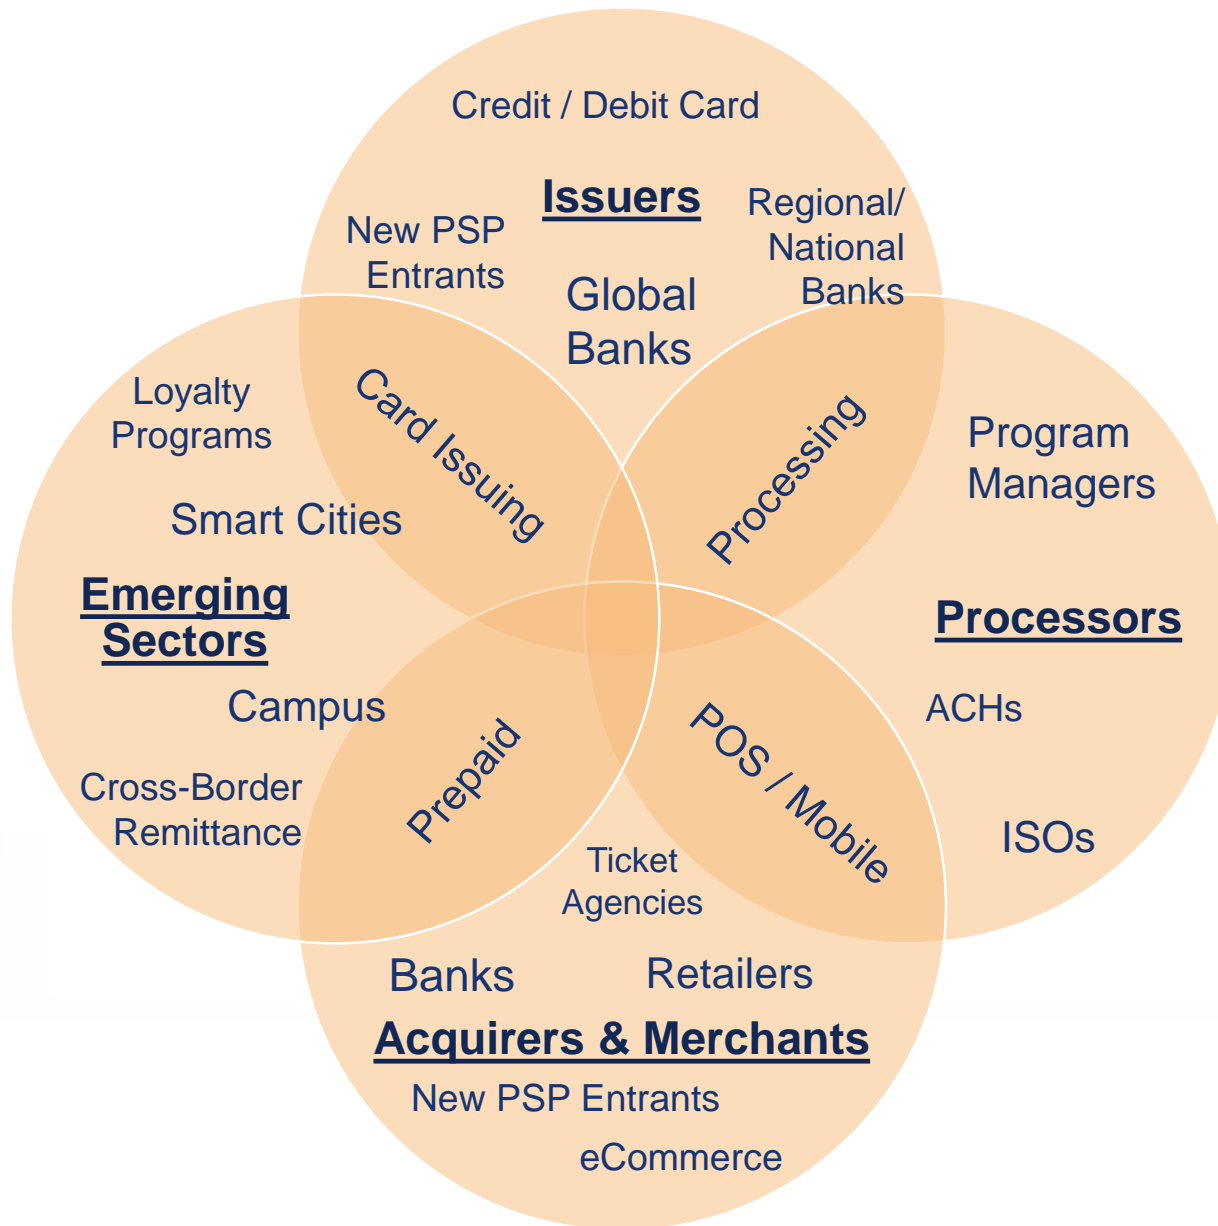 Credit / Debit Card
Issuers
New PSP
Entrants
Regional/
National
Banks
Global
Banks
Card Issuing
Processing
Loyalty
Programs
Smart Cities
Emerging
Sectors
Campus
Cross-Border
Remittance
Program
Managers
Processors
ACHs
ISOs
Prepaid
POS / Mobile
Ticket
Agencies
Banks
Retailers
Acquirers & Merchants
New PSP Entrants
eCommerce